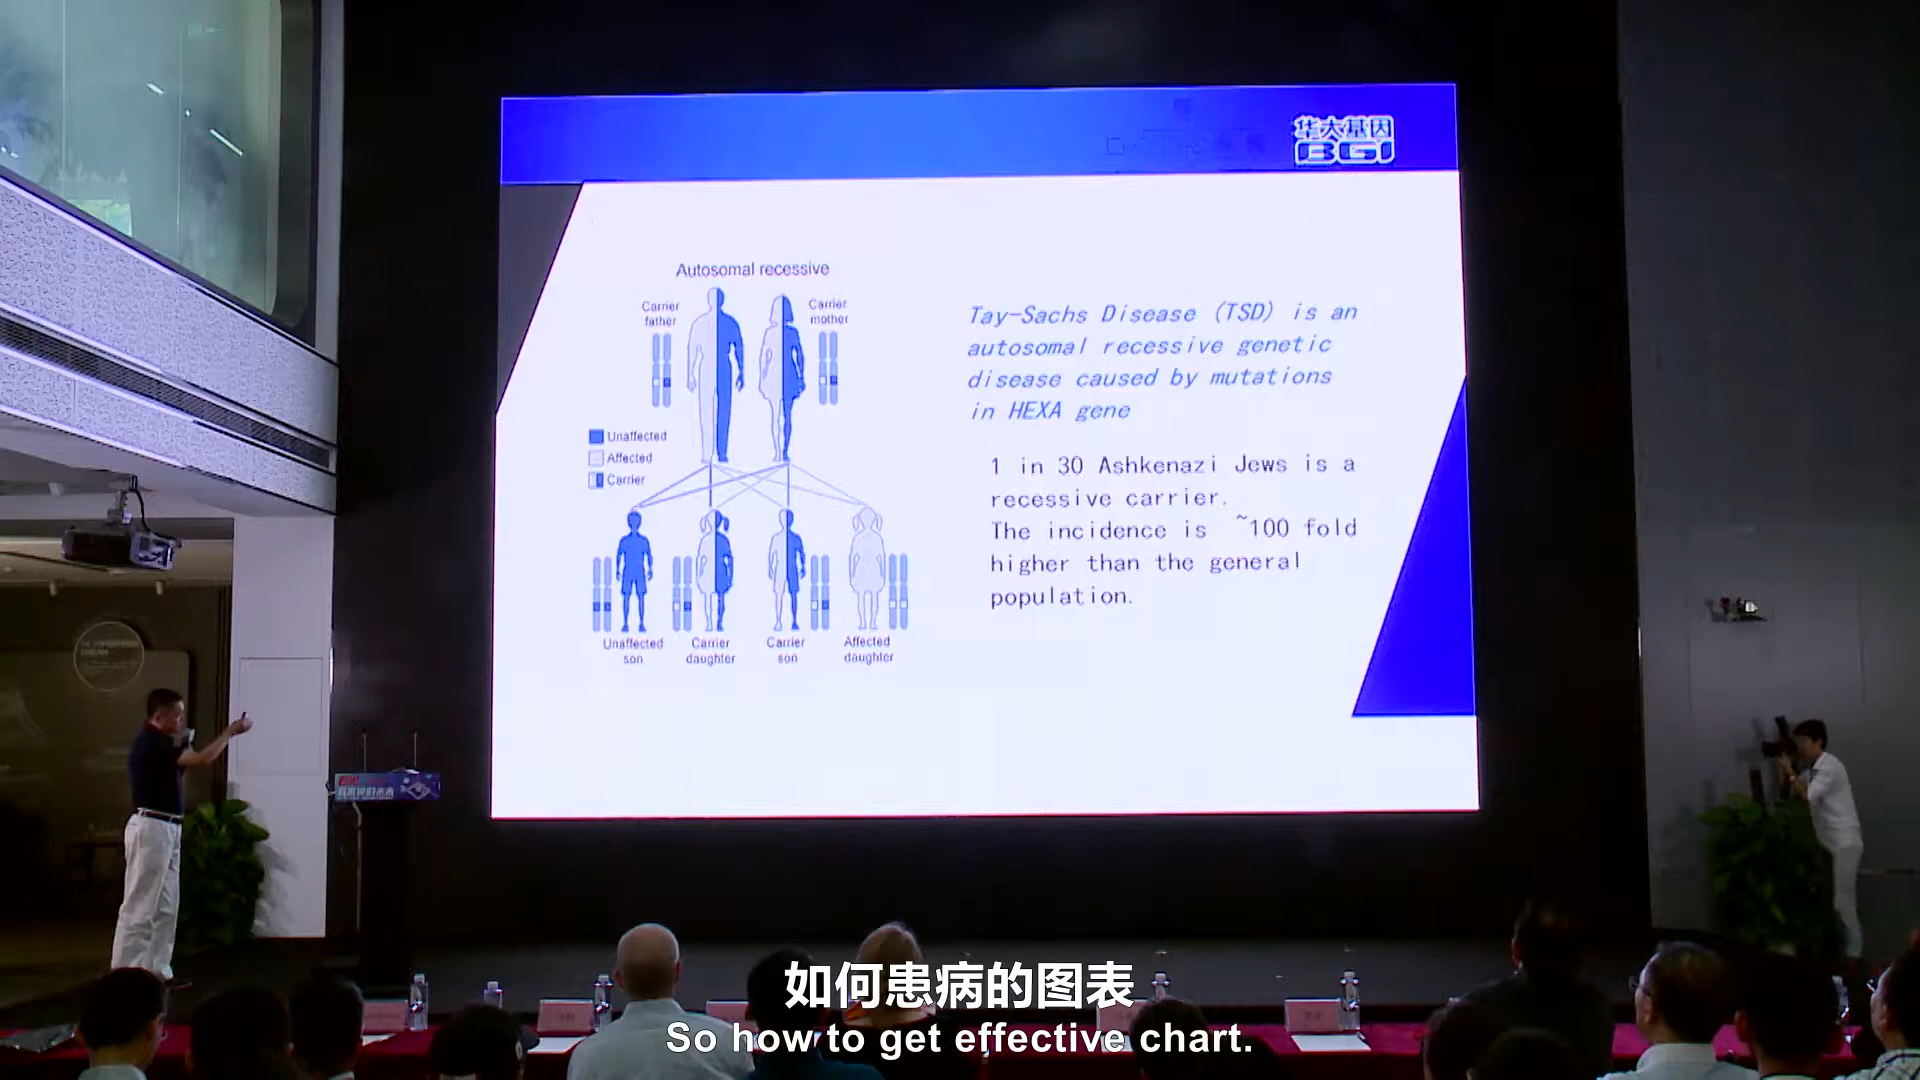 华大基因
BGI
Autosomal recessive
Carrier
father
Carrier
mother
Unaffected
Affected
Carrier
Unaffected
son
Carrier
daughter
Carrier
son
Affected
daughter
Tay-Sachs Disease (TSD) is an
autosomal recessive genetic
disease caused by mutations
in HEXA gene
1 in 30 Ashkenazi Jews is a
recessive carrier.
The incidence is ~100 fold
higher than the general
population.
如何患病的图表
So how to get effective chart.